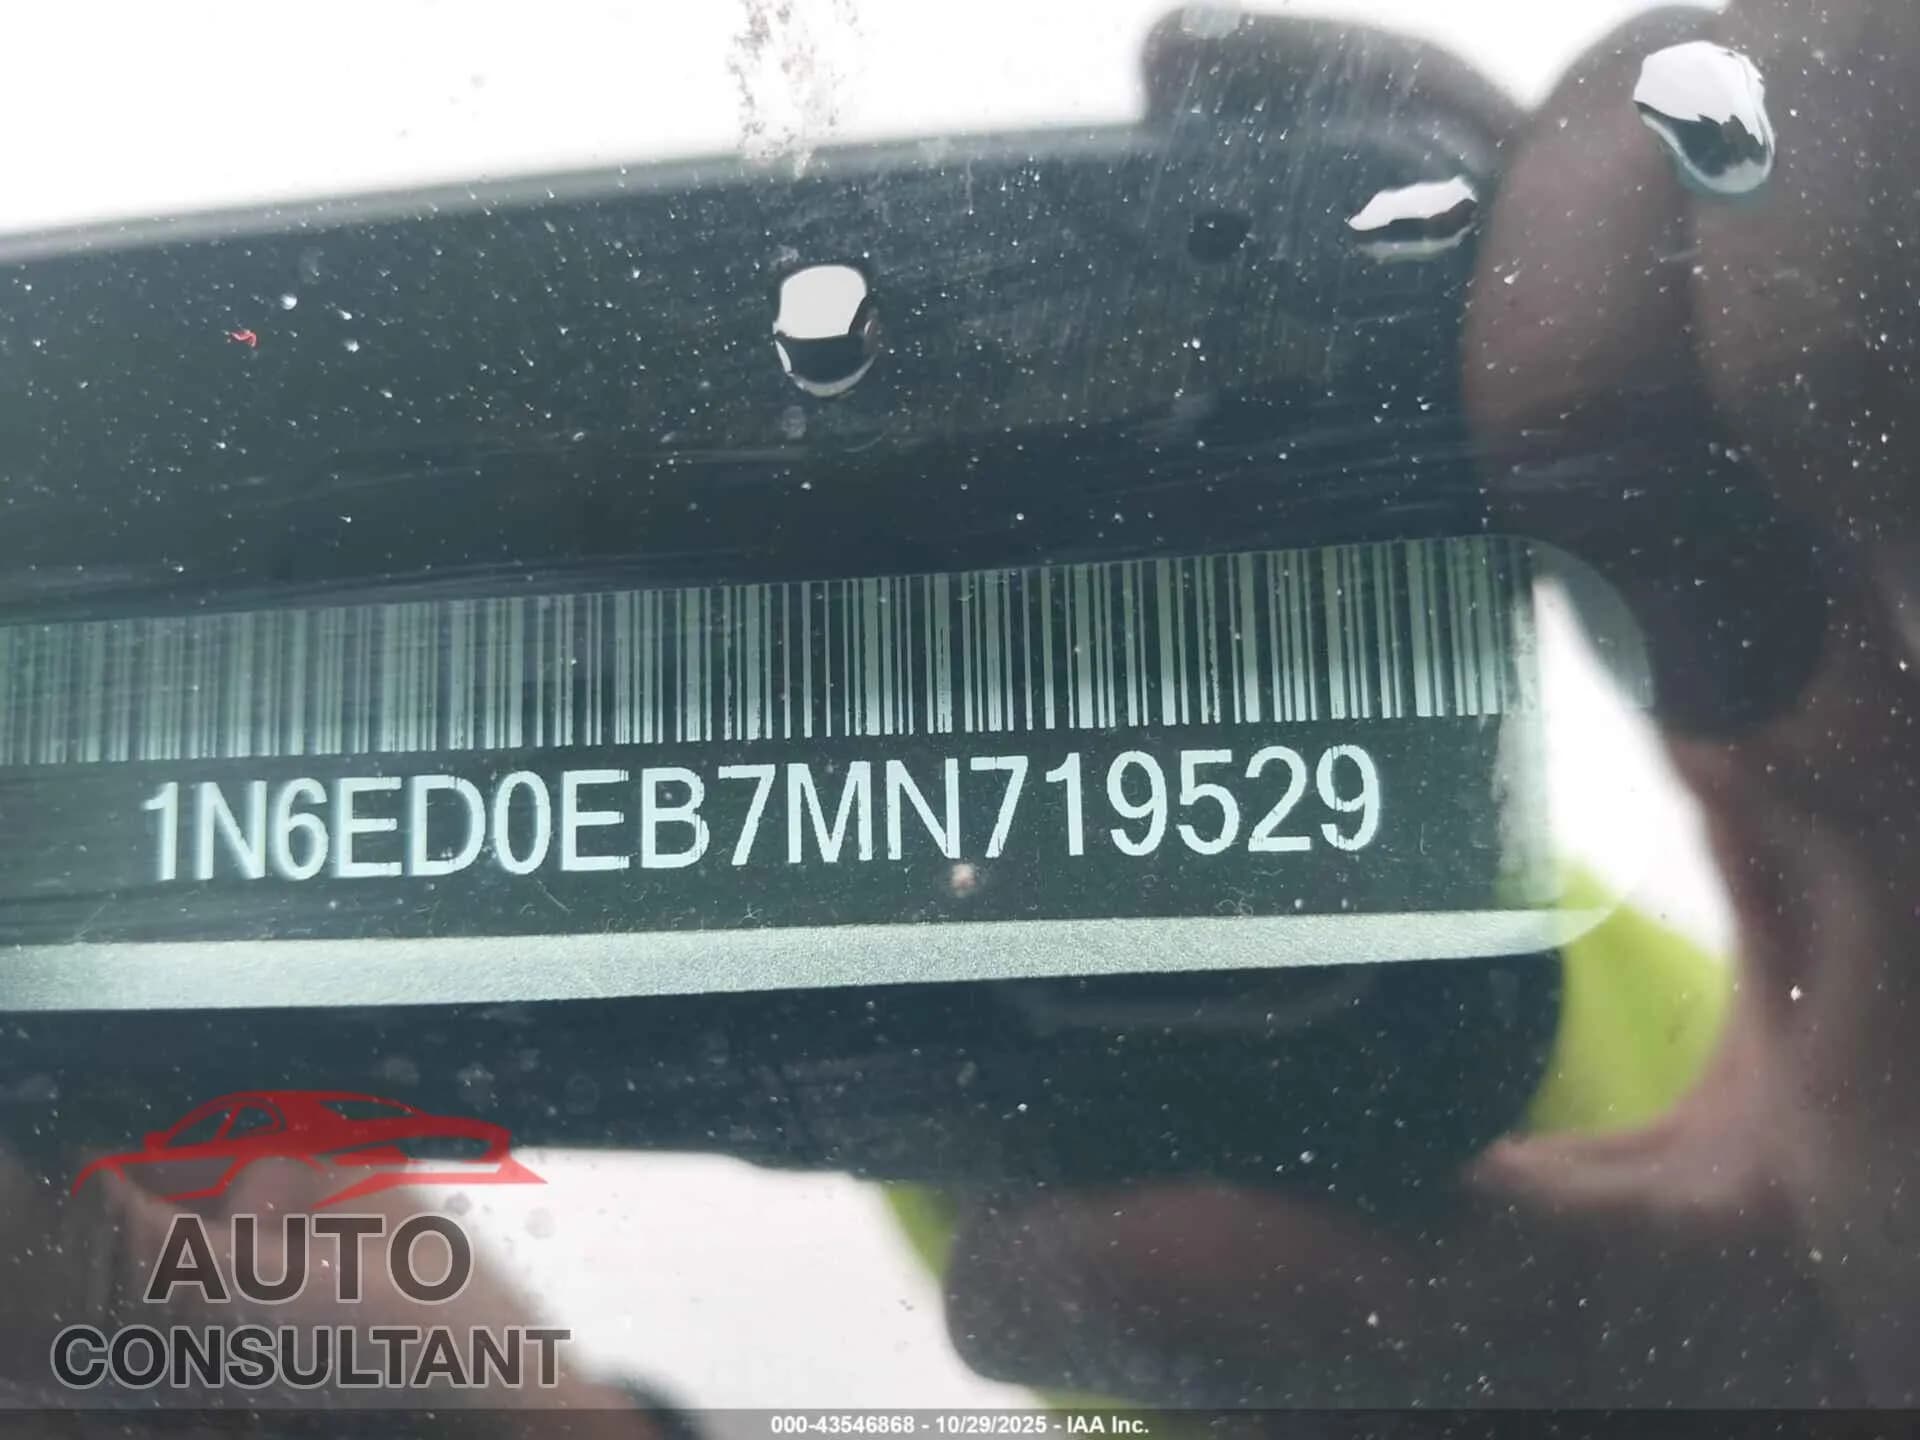 1N6ED0EB7MN719529
AUTO
CONSULTANT
000-43546868 - 10/29/2025 - IAA Inc.